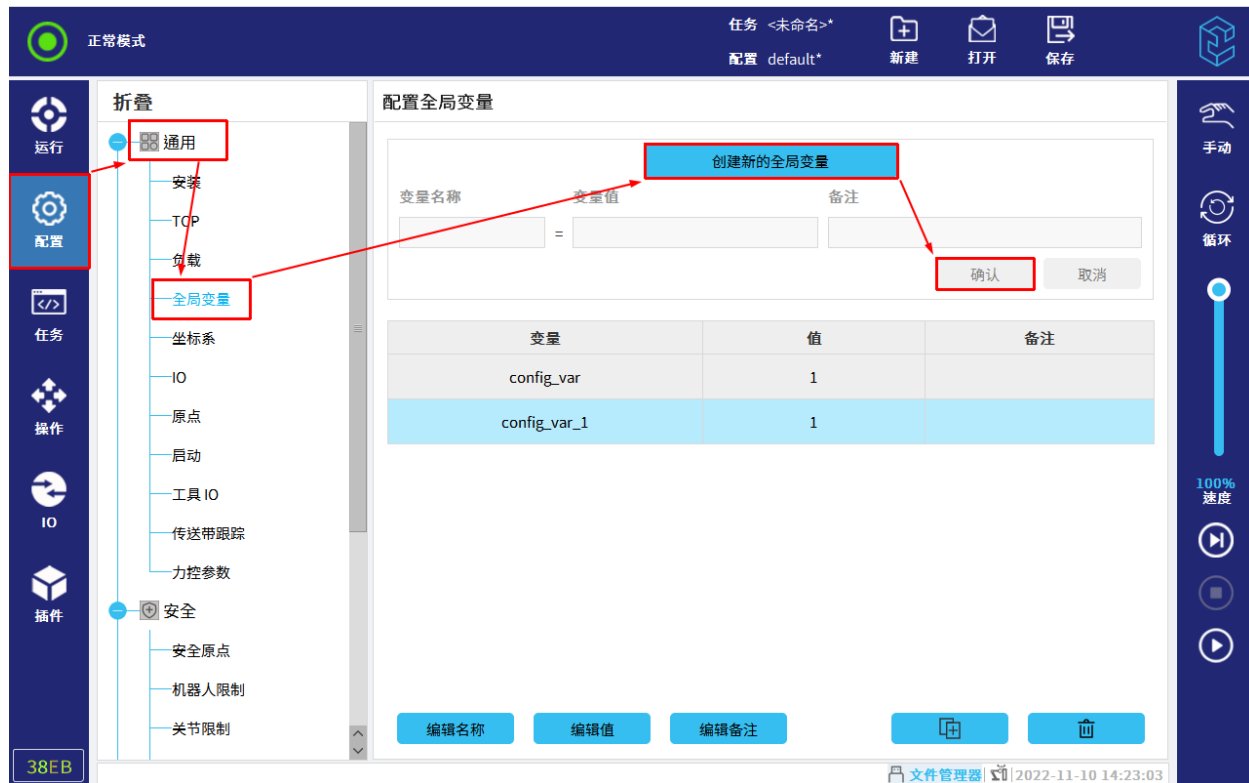 正常模式
任务 <未命名>*
配置 default*
新建
打开
保存
运行
配置
任务
操作
IO
插件
38EB
折叠
通用
安装
TCP
负载
全局变量
坐标系
IO
原点
启动
工具 IO
传送带跟踪
力控参数
安全
安全原点
机器人限制
关节限制
配置全局变量
创建新的全局变量
变量名称 变量值 备注
=
确认 取消
变量 值 备注
config_var 1
config_var_1 1
编辑名称 编辑值 编辑备注
文件管理器 2022-11-10 14:23:03
手动
循环
100%
速度